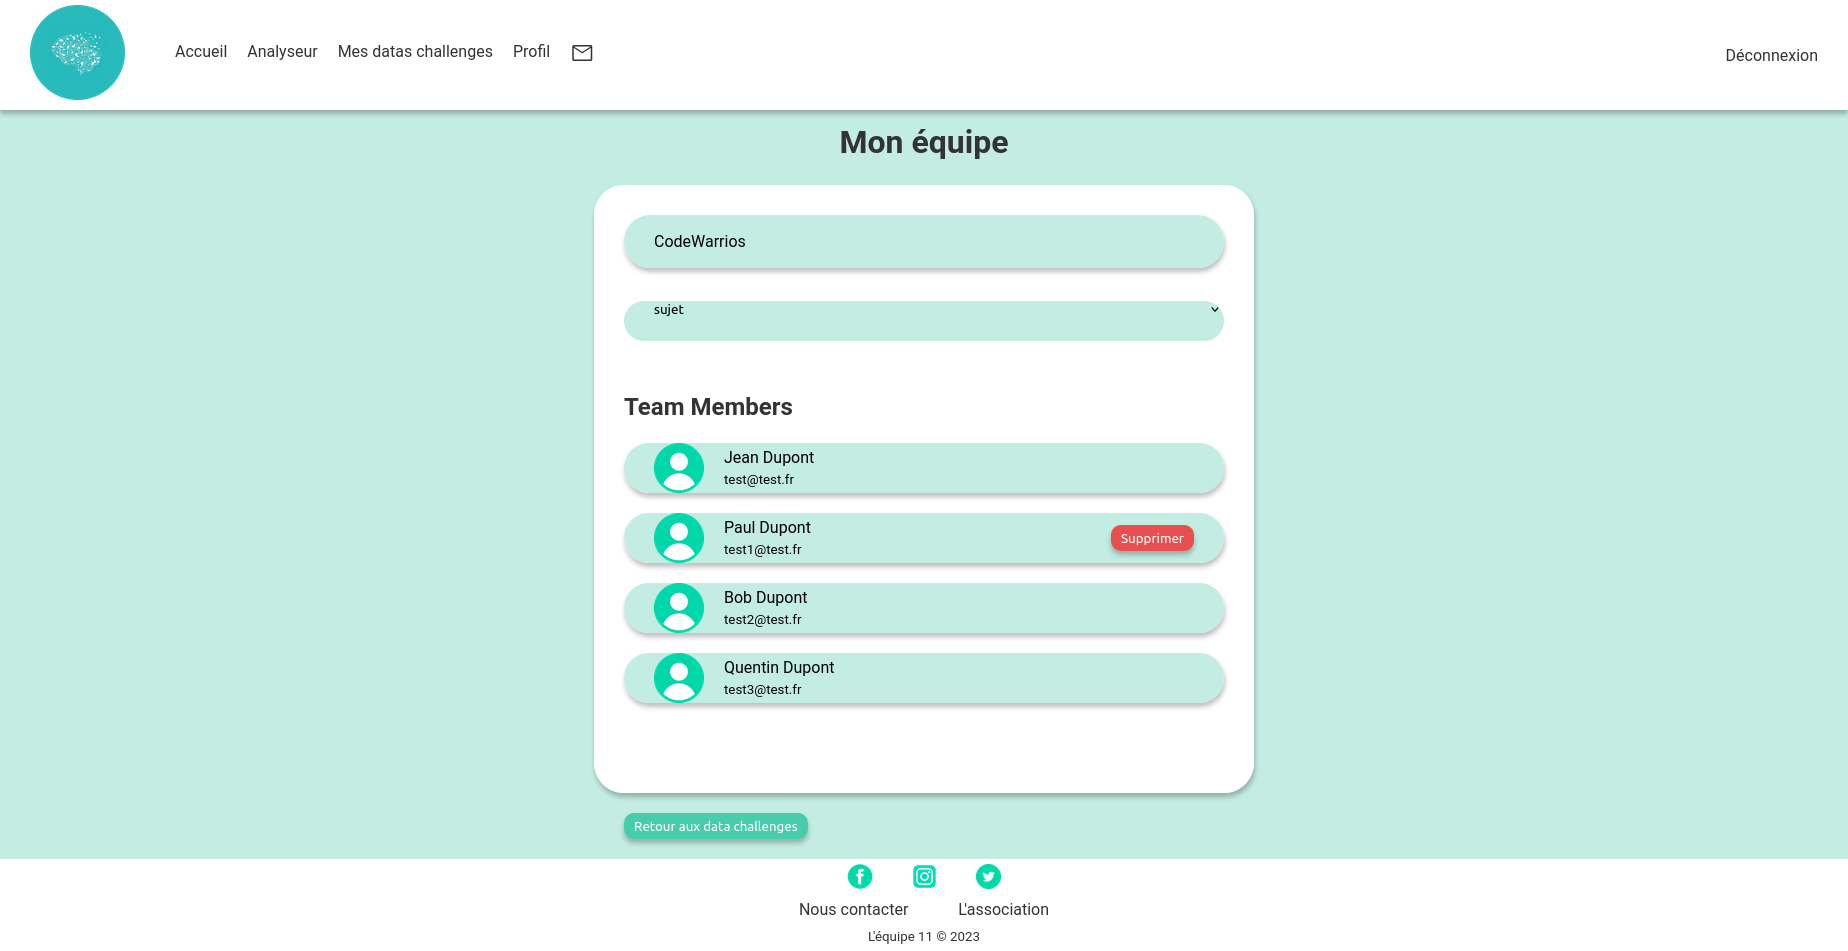 Accueil Analyseur Mes datas challenges Profil Déconnexion
Mon équipe
CodeWarrios
sujet
Team Members
Jean Dupont
test@test.fr
Paul Dupont
test1@test.fr
Supprimer
Bob Dupont
test2@test.fr
Quentin Dupont
test3@test.fr
Retour aux data challenges
Nous contacter L'association
L'équipe 11 © 2023